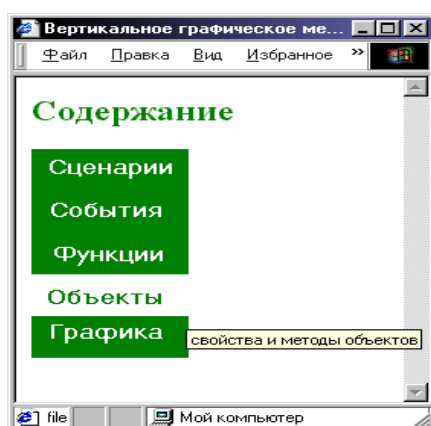 Вертикальное графическое ме...
Файл Правка Вид Избранное »
Содержание
Сценарии
События
Функции
Объекты
Графика
свойства и методы объектов
file Мой компьютер